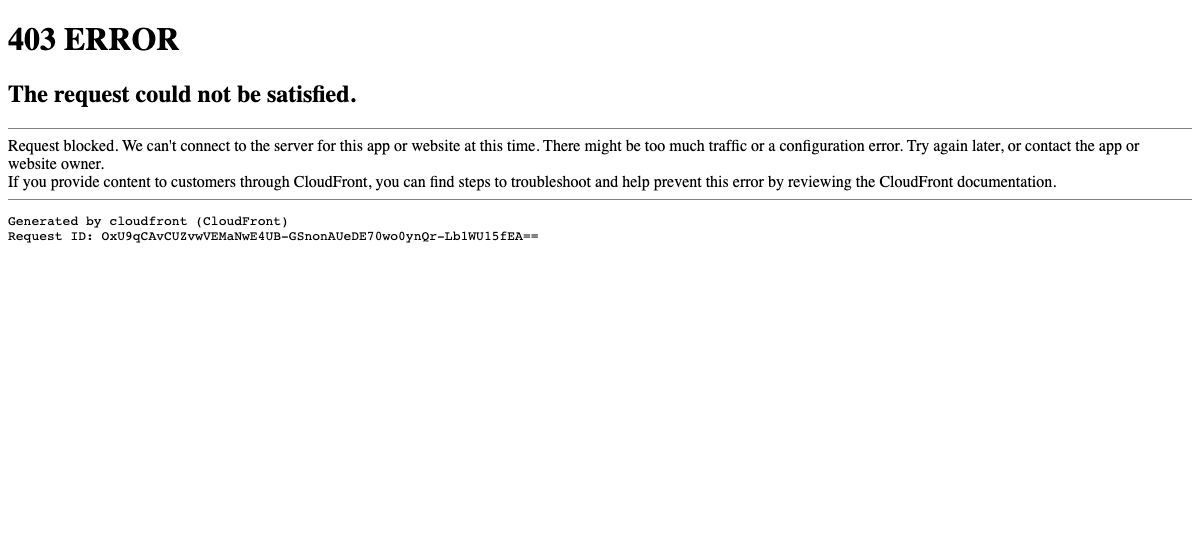 403 ERROR
The request could not be satisfied.
Request blocked. We can't connect to the server for this app or website at this time. There might be too much traffic or a configuration error. Try again later, or contact the app or
website owner.
If you provide content to customers through CloudFront, you can find steps to troubleshoot and help prevent this error by reviewing the CloudFront documentation.
Generated by cloudfront (CloudFront)
Request ID: OxU9qCAvCUZvwVEMaNwE4UB-GSnonAUeDE70wo0ynQr-Lb1WU15fEA==